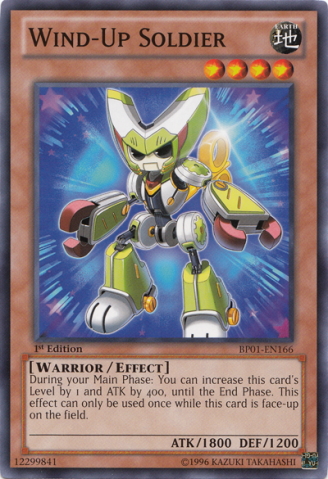 WIND-UP SOLDIER
EARTH
地
1st Edition
BP01-EN166
[WARRIOR / EFFECT]
During your Main Phase: You can increase this card's
Level by 1 and ATK by 400, until the End Phase. This
effect can only be used once while this card is face-up
on the field.
ATK/1800 DEF/1200
12299841
©1996 KAZUKI TAKAHASHI